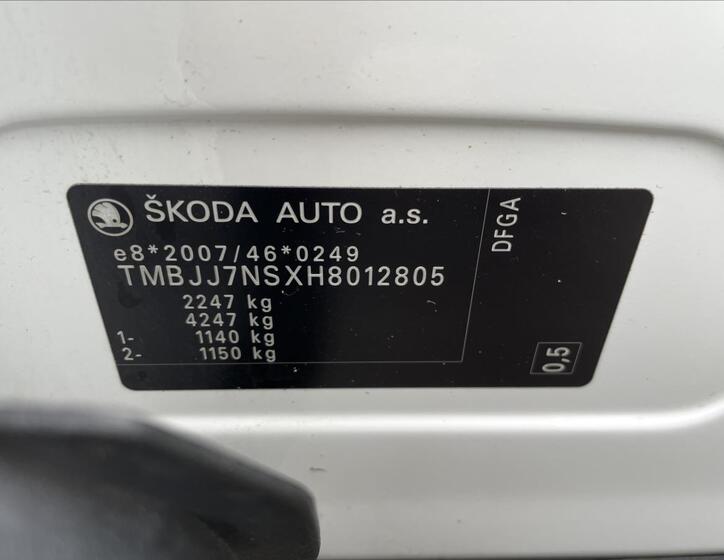 ŠKODA AUTO a.s.
e8*2007/46*0249
TMBJJ7NSXH8012805
2247 kg
4247 kg
1- 1140 kg
2- 1150 kg
DFGA
0,5